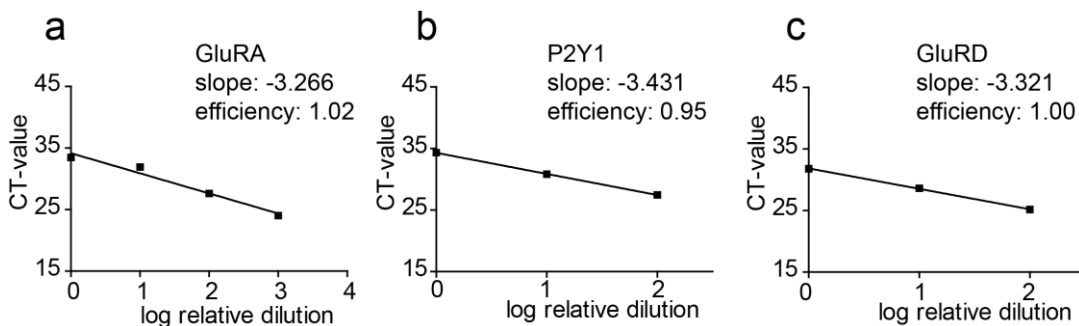 a
GluRA
slope: -3.266
efficiency: 1.02
45
35
25
15
CT-value
0 1 2 3 4
log relative dilution
b
P2Y1
slope: -3.431
efficiency: 0.95
45
35
25
15
CT-value
0 1 2
log relative dilution
c
GluRD
slope: -3.321
efficiency: 1.00
45
35
25
15
CT-value
0 1 2
log relative dilution